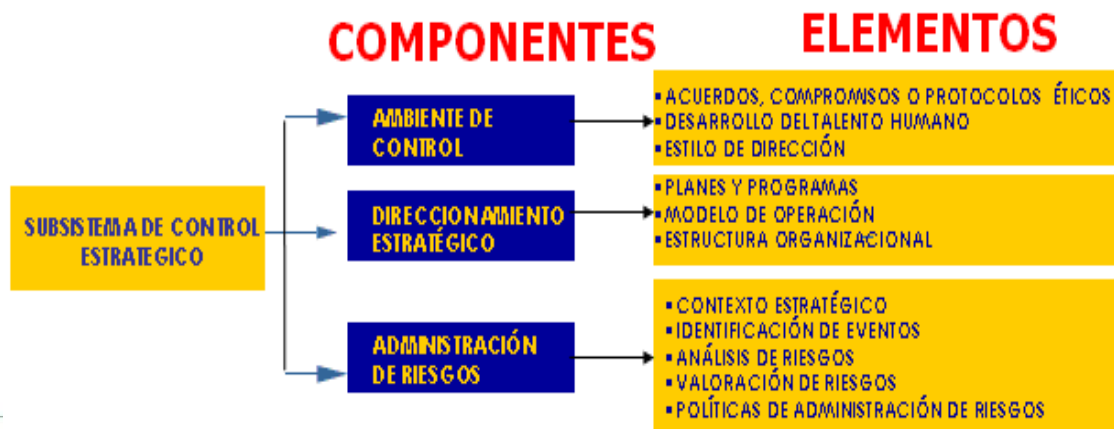 COMPONENTES
ELEMENTOS
SUBSISTEMA DE CONTROL
ESTRATEGICO
AMBIENTE DE
CONTROL
▪ACUERDOS, COMPROMISOS O PROTOCOLOS ÉTICOS
▪DESARROLLO DEL TALENTO HUMANO
▪ESTILO DE DIRECCIÓN
DIRECCIONAMIENTO
ESTRATÉGICO
▪PLANES Y PROGRAMAS
▪MODELO DE OPERACIÓN
▪ESTRUCTURA ORGANIZACIONAL
ADMINISTRACIÓN
DE RIESGOS
▪CONTEXTO ESTRATÉGICO
▪IDENTIFICACIÓN DE EVENTOS
▪ANÁLISIS DE RIESGOS
▪VALORACIÓN DE RIESGOS
▪POLÍTICAS DE ADMINISTRACIÓN DE RIESGOS